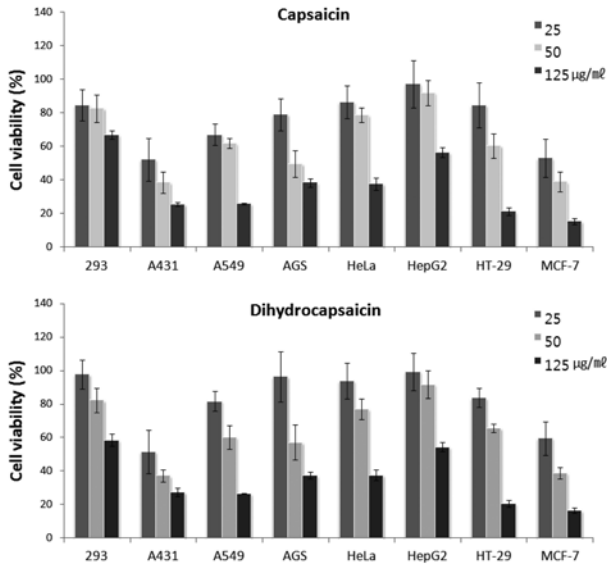 Capsaicin
140
120
100
80
60
40
20
0
Cell viability (%)
25
50
125 μg/㎖
293 A431 A549 AGS HeLa HepG2 HT-29 MCF-7
Dihydrocapsaicin
140
120
100
80
60
40
20
0
Cell viability (%)
25
50
125 μg/㎖
293 A431 A549 AGS HeLa HepG2 HT-29 MCF-7